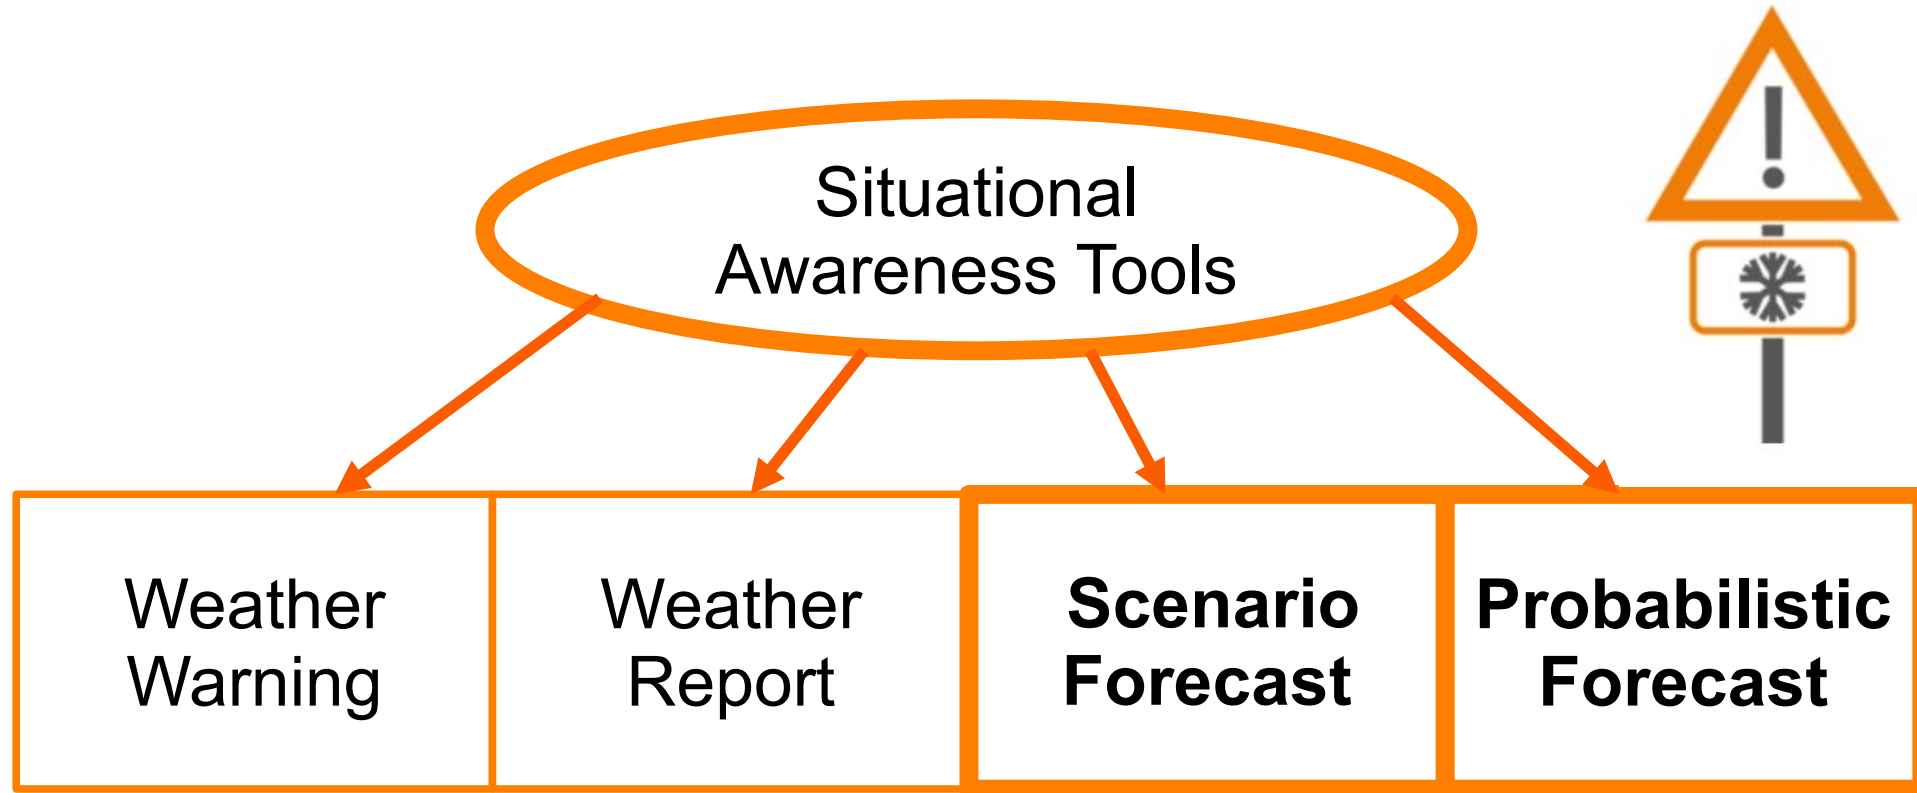 Situational
Awareness Tools
Weather
Warning
Weather
Report
Scenario
Forecast
Probabilistic
Forecast